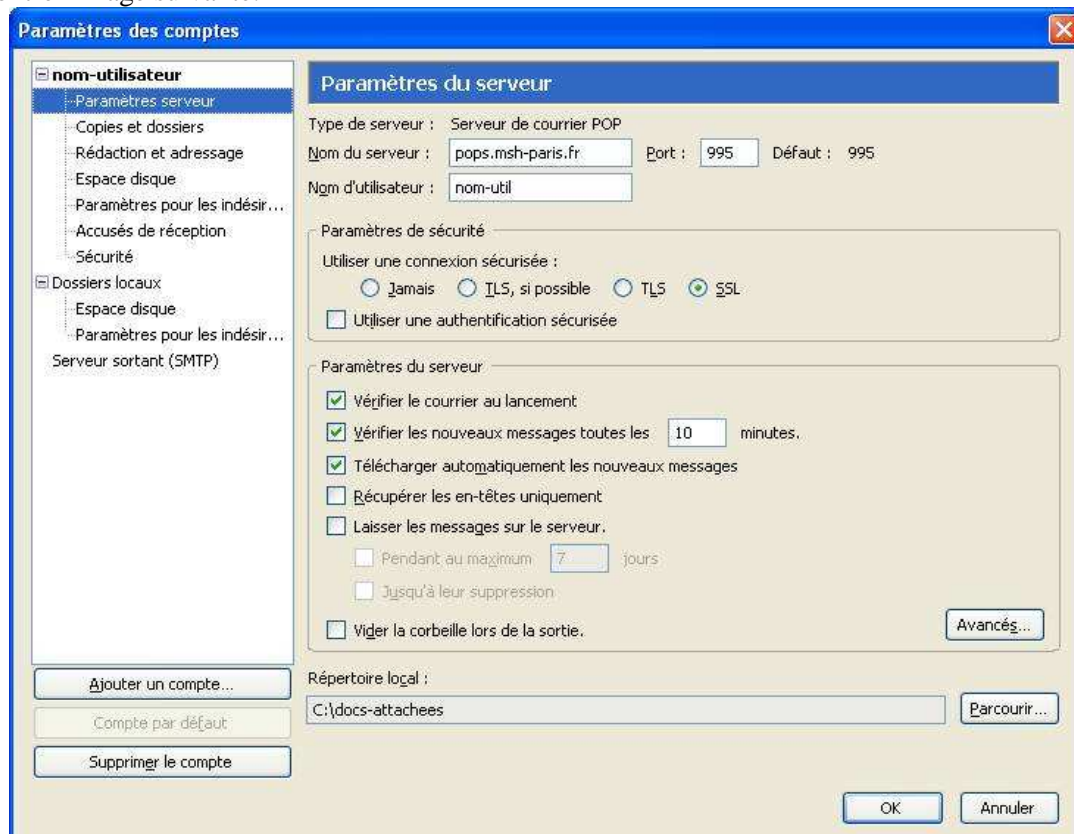 Paramètres des comptes
nom-utilisateur
Paramètres serveur
Copies et dossiers
Rédaction et adressage
Espace disque
Paramètres pour les indésir...
Accusés de réception
Sécurité
Dossiers locaux
Espace disque
Paramètres pour les indésir...
Serveur sortant (SMTP)
Ajouter un compte...
Compte par défaut
Supprimer le compte
Paramètres du serveur
Type de serveur : Serveur de courrier POP
Nom du serveur : pops.msh-paris.fr Port : 995 Défaut : 995
Nom d'utilisateur : nom-util
Paramètres de sécurité
Utiliser une connexion sécurisée :
Jamais TLS, si possible TLS SSL
Utiliser une authentification sécurisée
Paramètres du serveur
Vérifier le courrier au lancement
Vérifier les nouveaux messages toutes les 10 minutes.
Télécharger automatiquement les nouveaux messages
Récupérer les en-têtes uniquement
Laisser les messages sur le serveur.
Pendant au maximum 7 jours
Jusqu'à leur suppression
Vider la corbeille lors de la sortie.
Avancés...
Répertoire local :
C:\docs-attachees Parcourir...
OK Annuler